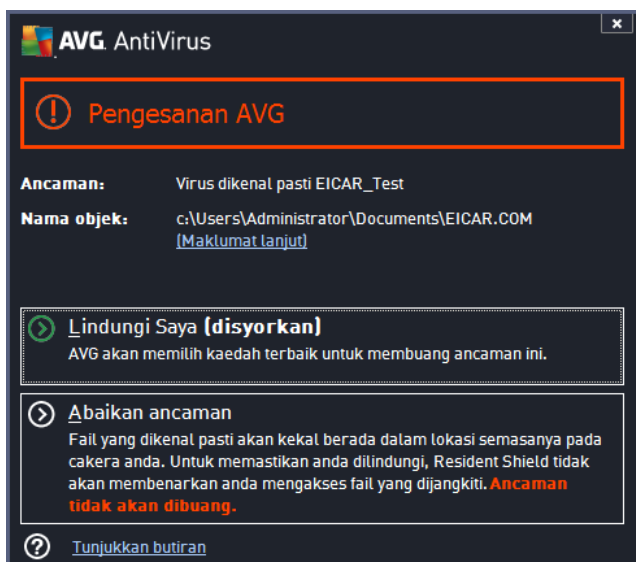 AVG. AntiVirus
Pengesanan AVG
Ancaman: Virus dikenal pasti EICAR_Test
Nama objek: c:\Users\Administrator\Documents\EICAR.COM
(Maklumat lanjut)
Lindungi Saya (disyorkan)
AVG akan memilih kaedah terbaik untuk membuang ancaman ini.
Abaikan ancaman
Fail yang dikenal pasti akan kekal berada dalam lokasi semasanya pada
cakera anda. Untuk memastikan anda dilindungi, Resident Shield tidak
akan membenarkan anda mengakses fail yang dijangkiti. Ancaman
tidak akan dibuang.
Tunjukkan butiran